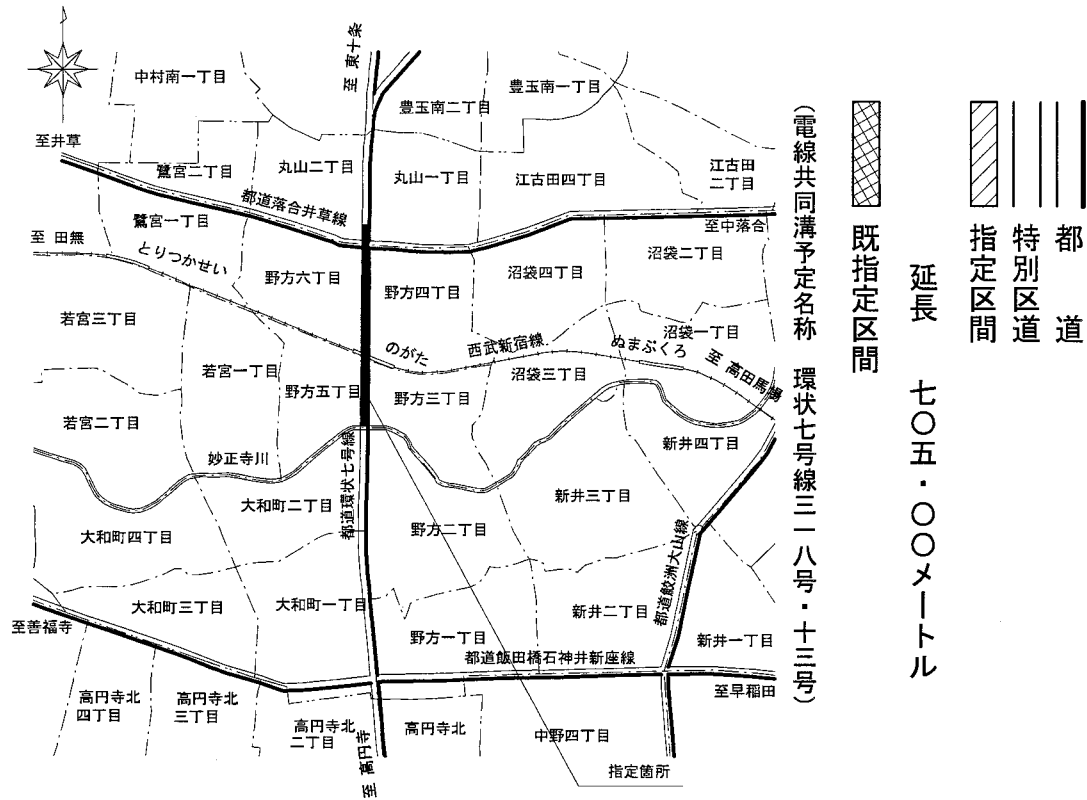 都道
特別区道
指定区間
延長　七〇五・〇〇メートル
既指定区間
（電線共同溝予定名称　環状七号線三一八号・十三号）
至 東十条
中村南一丁目
豊玉南一丁目
豊玉南二丁目
至井草
鷺宮二丁目
丸山二丁目
丸山一丁目
江古田四丁目
江古田
二丁目
都道落合井草線
鷺宮一丁目
至中落合
至 田無
とりつかせい
野方六丁目
野方四丁目
沼袋四丁目
沼袋二丁目
若宮三丁目
のがた
西武新宿線
ぬまぶくろ
沼袋一丁目
至 高田馬場
若宮一丁目
野方五丁目
野方三丁目
沼袋三丁目
若宮二丁目
新井四丁目
妙正寺川
都道環状七号線
大和町二丁目
新井三丁目
大和町四丁目
野方二丁目
都道鮫洲大山線
大和町三丁目
大和町一丁目
新井二丁目
至善福寺
野方一丁目
新井一丁目
都道飯田橋石神井新座線
至早稲田
高円寺北
四丁目
高円寺北
三丁目
高円寺北
二丁目
高円寺北
中野四丁目
至 高円寺
指定箇所